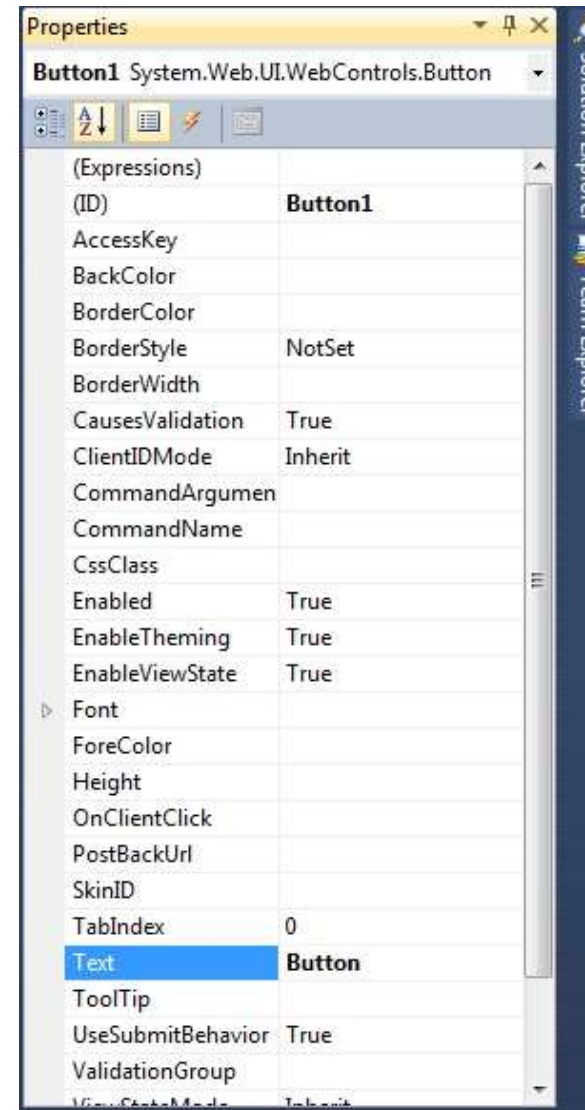 Properties
Button1 System.Web.UI.WebControls.Button
(Expressions)
(ID) Button1
AccessKey
BackColor
BorderColor
BorderStyle NotSet
BorderWidth
CausesValidation True
ClientIDMode Inherit
CommandArgumen
CommandName
CssClass
Enabled True
EnableTheming True
EnableViewState True
Font
ForeColor
Height
OnClientClick
PostBackUrl
SkinID
TabIndex 0
Text Button
ToolTip
UseSubmitBehavior True
ValidationGroup
ViewStateMode Inherit